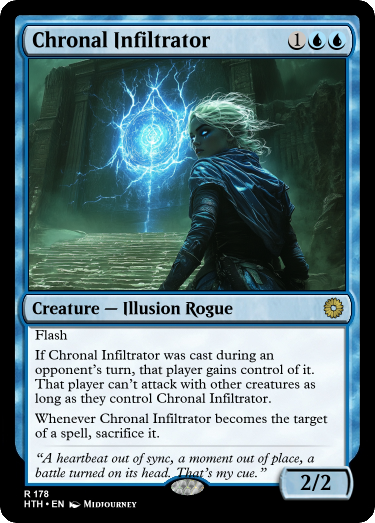 Chronal Infiltrator 1
Creature — Illusion Rogue
Flash
If Chronal Infiltrator was cast during an
opponent's turn, that player gains control of it.
That player can't attack with other creatures as
long as they control Chronal Infiltrator.
Whenever Chronal Infiltrator becomes the target
of a spell, sacrifice it.
"A heartbeat out of sync, a moment out of place, a
battle turned on its head. That's my cue."
2/2
R 178
HTH • EN Midjourney